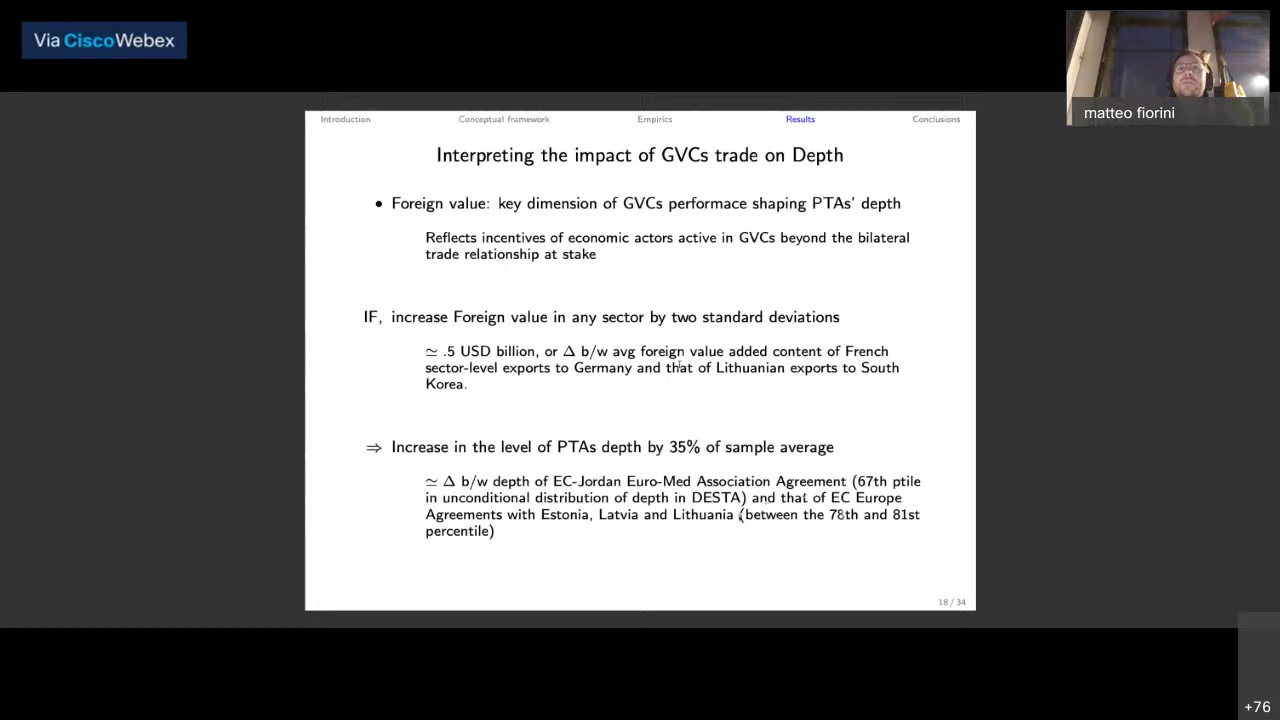 Via CiscoWebex
matteo fiorini
Introduction Conceptual framework Empirics Results Conclusions
Interpreting the impact of GVCs trade on Depth
• Foreign value: key dimension of GVCs performace shaping PTAs' depth
Reflects incentives of economic actors active in GVCs beyond the bilateral
trade relationship at stake
IF, increase Foreign value in any sector by two standard deviations
≃ .5 USD billion, or Δ b/w avg foreign value added content of French
sector-level exports to Germany and that of Lithuanian exports to South
Korea.
⇒ Increase in the level of PTAs depth by 35% of sample average
≃ Δ b/w depth of EC-Jordan Euro-Med Association Agreement (67th ptile
in unconditional distribution of depth in DESTA) and that of EC Europe
Agreements with Estonia, Latvia and Lithuania (between the 78th and 81st
percentile)
18 / 34
+76